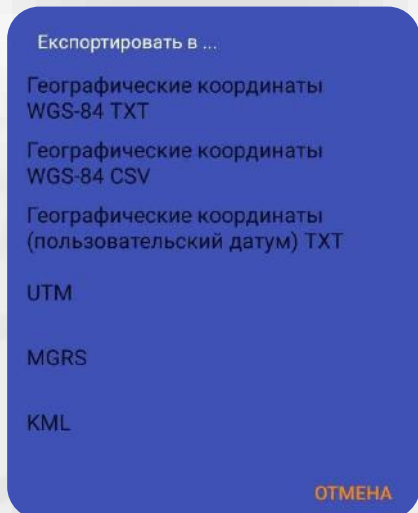 Експортировать в ...
Географические координаты
WGS-84 TXT
Географические координаты
WGS-84 CSV
Географические координаты
(пользовательский датум) TXT
UTM
MGRS
KML
ОТМЕНА